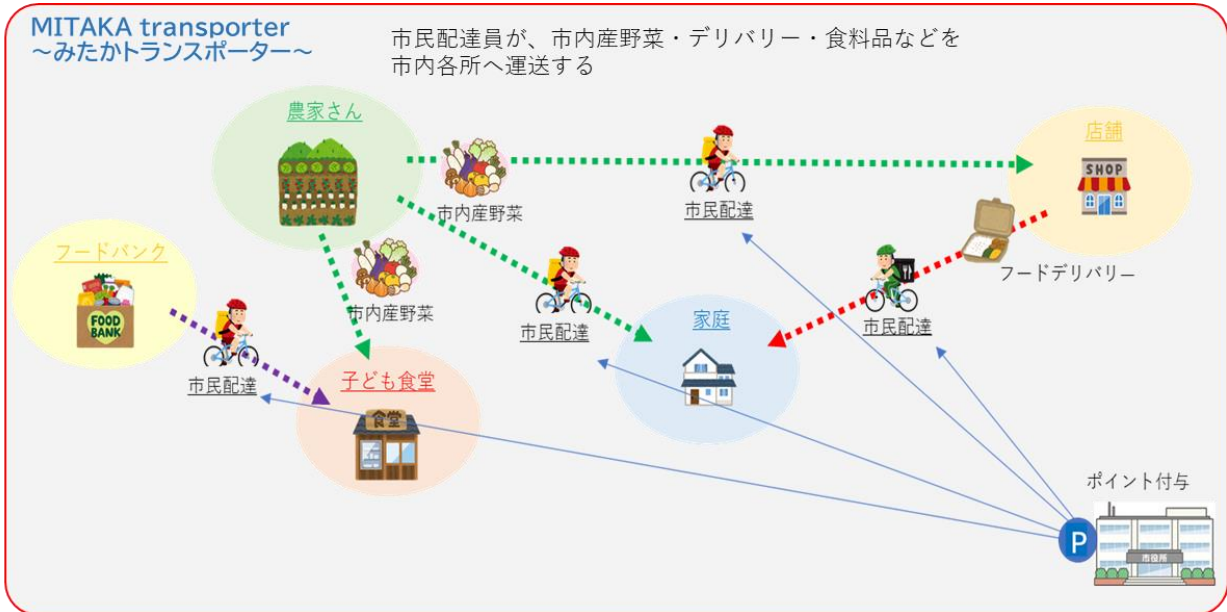 MITAKA transporter
～みたかトランスポーター～
市民配達員が、市内産野菜・デリバリー・食料品などを
市内各所へ運送する
農家さん
店舗
SHOP
市内産野菜
市民配達
フードバンク
FOOD
BANK
市内産野菜
市民配達
市民配達
フードデリバリー
市民配達
家庭
子ども食堂
食堂
ポイント付与
P
市役所